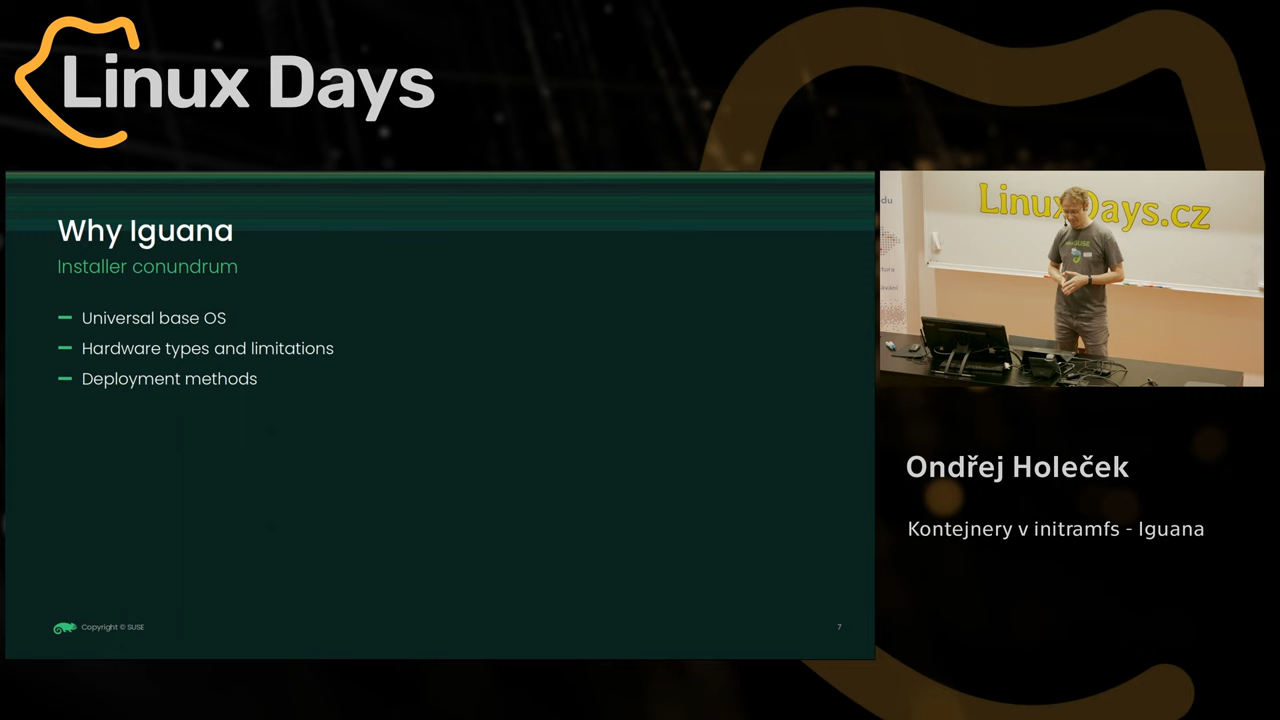 Linux Days
Why Iguana
Installer conundrum
Universal base OS
Hardware types and limitations
Deployment methods
Copyright © SUSE
7
LinuxDays.cz
Ondřej Holeček
Kontejnery v initramfs - Iguana